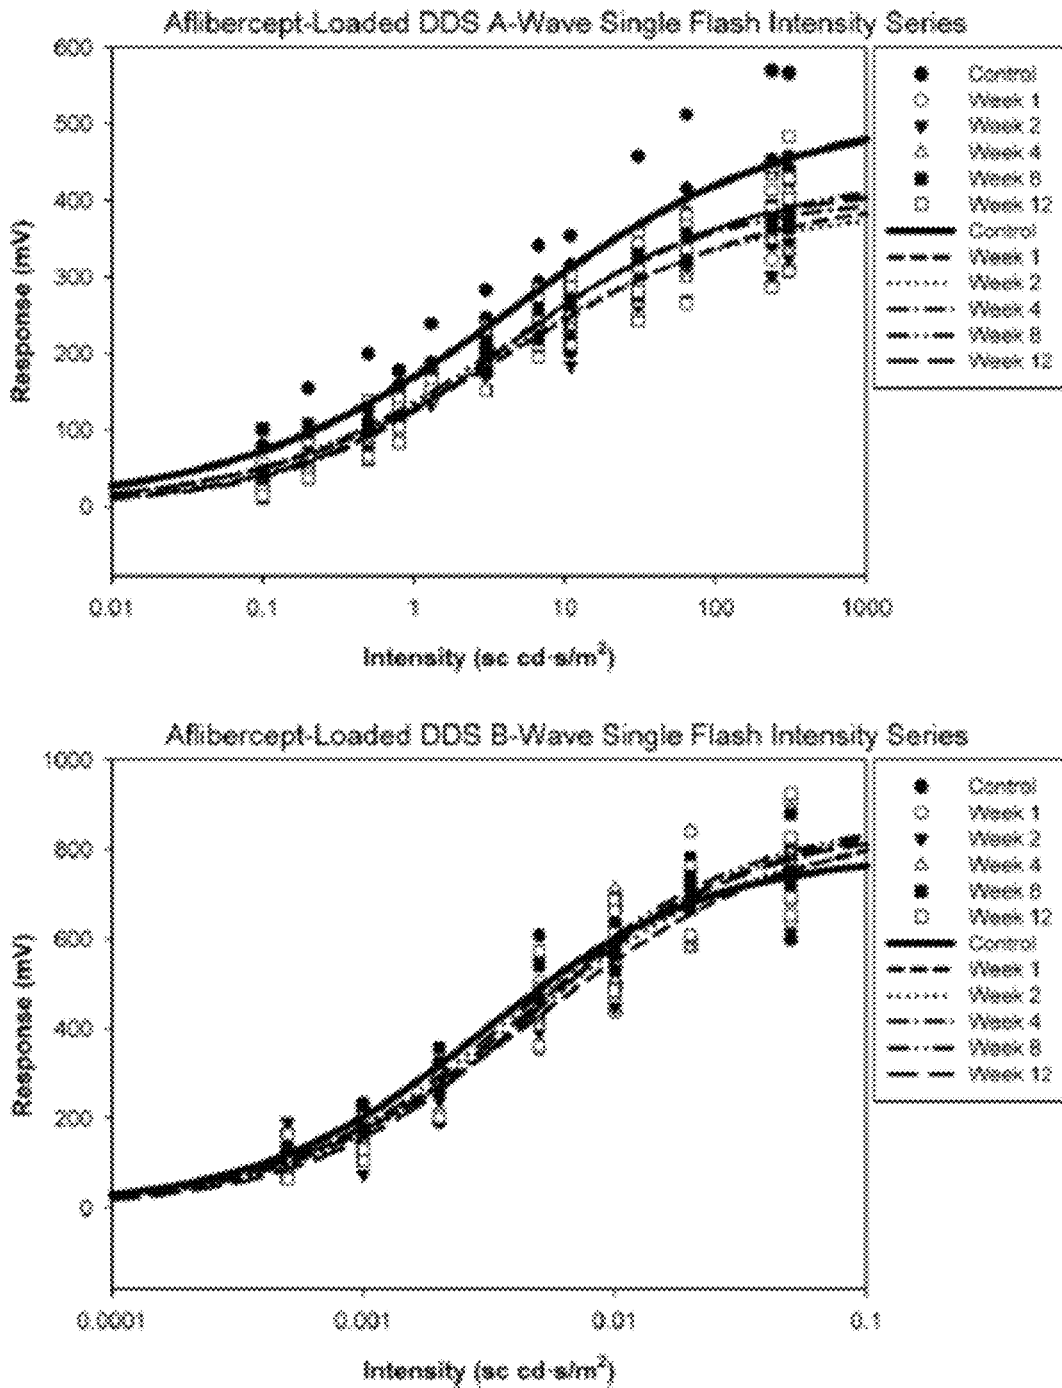 Aflibercept-Loaded DDS A-Wave Single Flash Intensity Series
600
500
400
300
200
100
0
Response (mV)
0.01
0.1
1
10
100
1000
Intensity (sc cd·s/m²)
Control
Week 1
Week 2
Week 4
Week 8
Week 12
Control
Week 1
Week 2
Week 4
Week 8
Week 12
Aflibercept-Loaded DDS B-Wave Single Flash Intensity Series
1000
800
600
400
200
0
Response (mV)
0.0001
0.001
0.01
0.1
Intensity (sc cd·s/m²)
Control
Week 1
Week 2
Week 4
Week 8
Week 12
Control
Week 1
Week 2
Week 4
Week 8
Week 12